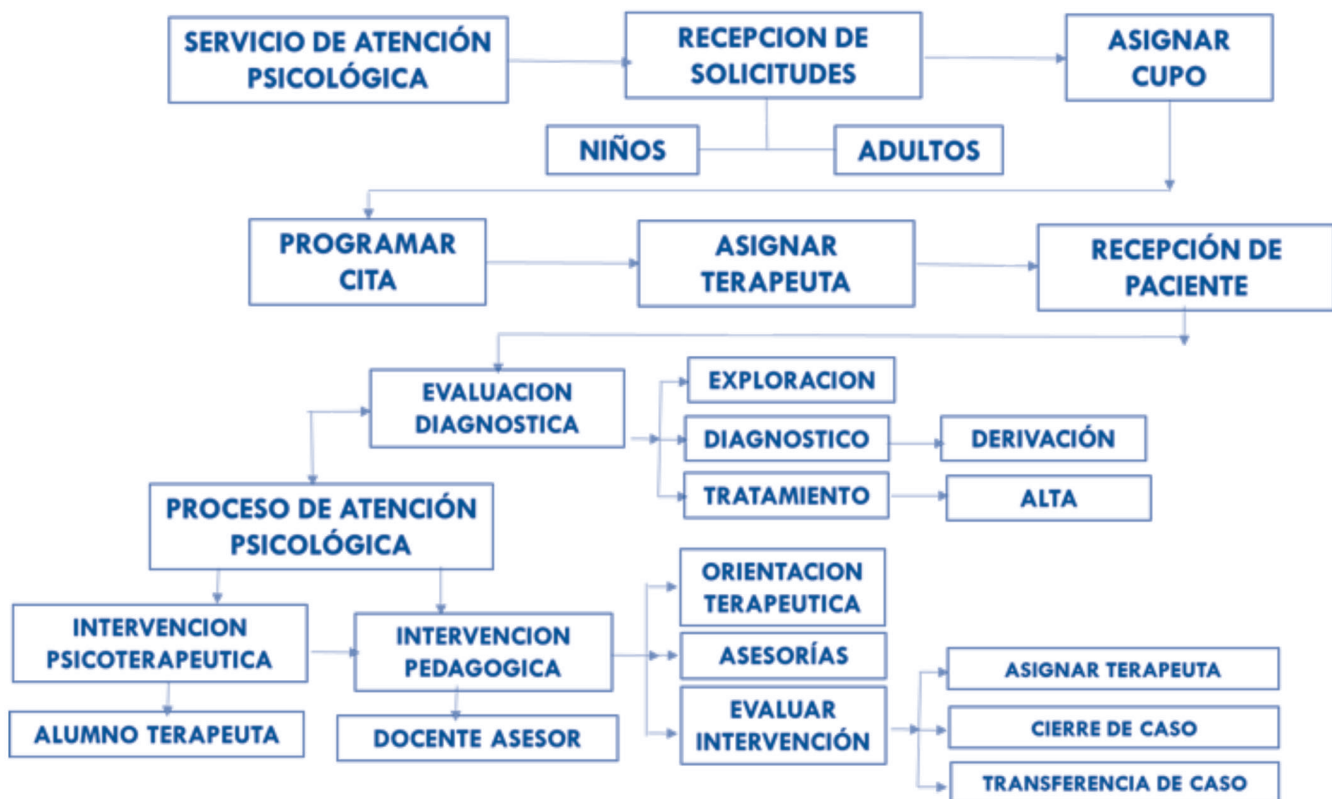 SERVICIO DE ATENCIÓN
PSICOLÓGICA
RECEPCION DE
SOLICITUDES
ASIGNAR
CUPO
NIÑOS
ADULTOS
PROGRAMAR
CITA
ASIGNAR
TERAPEUTA
RECEPCIÓN DE
PACIENTE
EVALUACION
DIAGNOSTICA
EXPLORACION
DIAGNOSTICO
DERIVACIÓN
TRATAMIENTO
ALTA
PROCESO DE ATENCIÓN
PSICOLÓGICA
INTERVENCION
PSICOTERAPEUTICA
INTERVENCION
PEDAGOGICA
ORIENTACION
TERAPEUTICA
ASESORÍAS
EVALUAR
INTERVENCIÓN
ALUMNO TERAPEUTA
DOCENTE ASESOR
ASIGNAR TERAPEUTA
CIERRE DE CASO
TRANSFERENCIA DE CASO